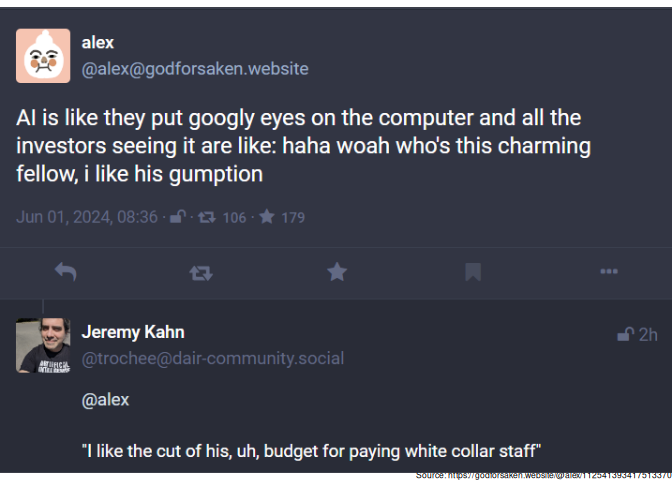 alex
@alex@godforsaken.website
AI is like they put googly eyes on the computer and all the
investors seeing it are like: haha woah who's this charming
fellow, i like his gumption
Jun 01, 2024, 08:36 · · 106 · 179
Jeremy Kahn
2h
@trochee@dair-community.social
@alex
"I like the cut of his, uh, budget for paying white collar staff"
Source: https://godforsaken.website/@alex/112541393417513370